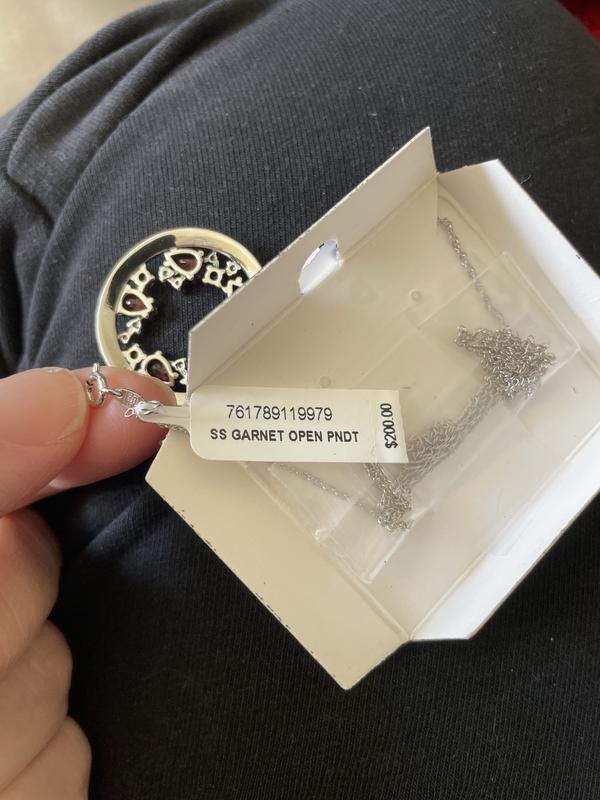 761789119979
SS GARNET OPEN PNDT
$200.00